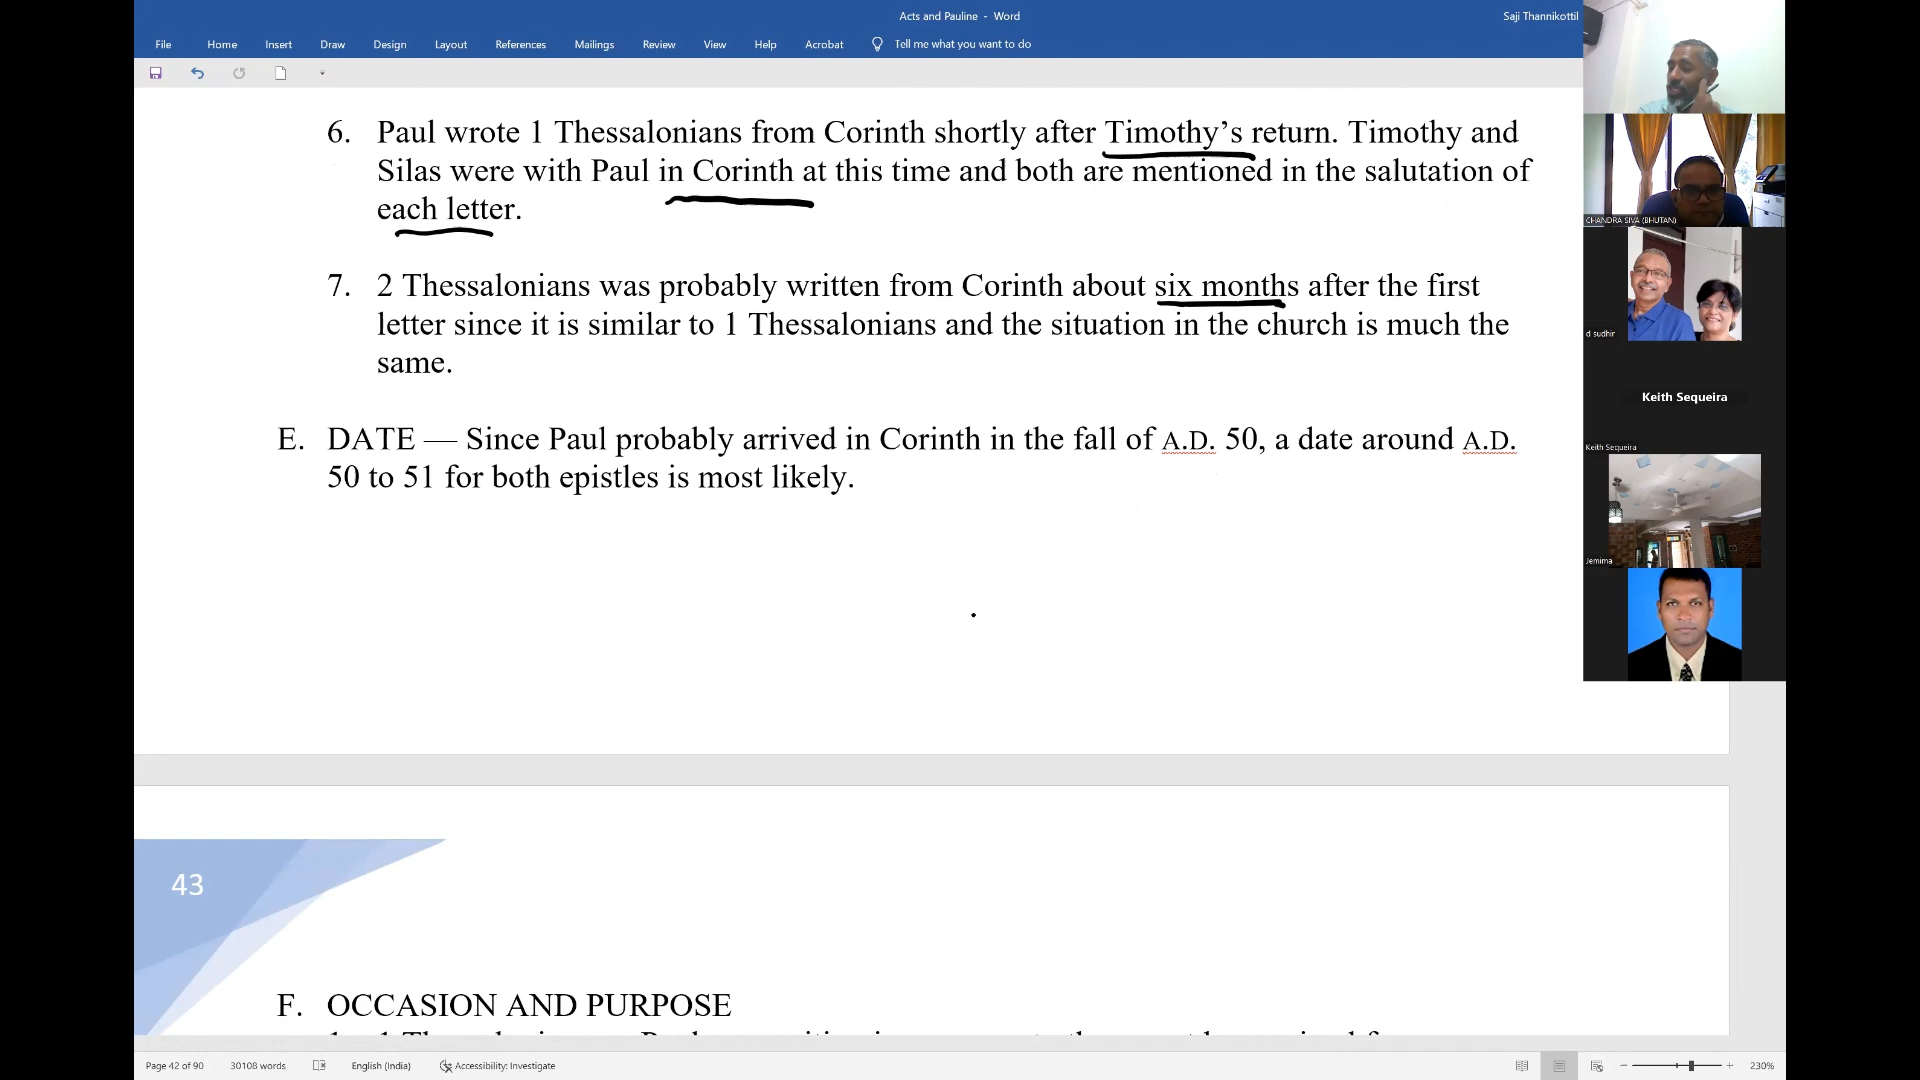 Acts and Pauline - Word
Saji Thannikottil
File Home Insert Draw Design Layout References Mailings Review View Help Acrobat Tell me what you want to do
6. Paul wrote 1 Thessalonians from Corinth shortly after Timothy’s return. Timothy and
Silas were with Paul in Corinth at this time and both are mentioned in the salutation of
each letter.
7. 2 Thessalonians was probably written from Corinth about six months after the first
letter since it is similar to 1 Thessalonians and the situation in the church is much the
same.
E. DATE — Since Paul probably arrived in Corinth in the fall of A.D. 50, a date around A.D.
50 to 51 for both epistles is most likely.
43
F. OCCASION AND PURPOSE
CHANDRA SIVA (BHUTAN)
d sudhir
Keith Sequeira
Keith Sequeira
Jemima
Page 42 of 90 30108 words English (India) Accessibility: Investigate 230%